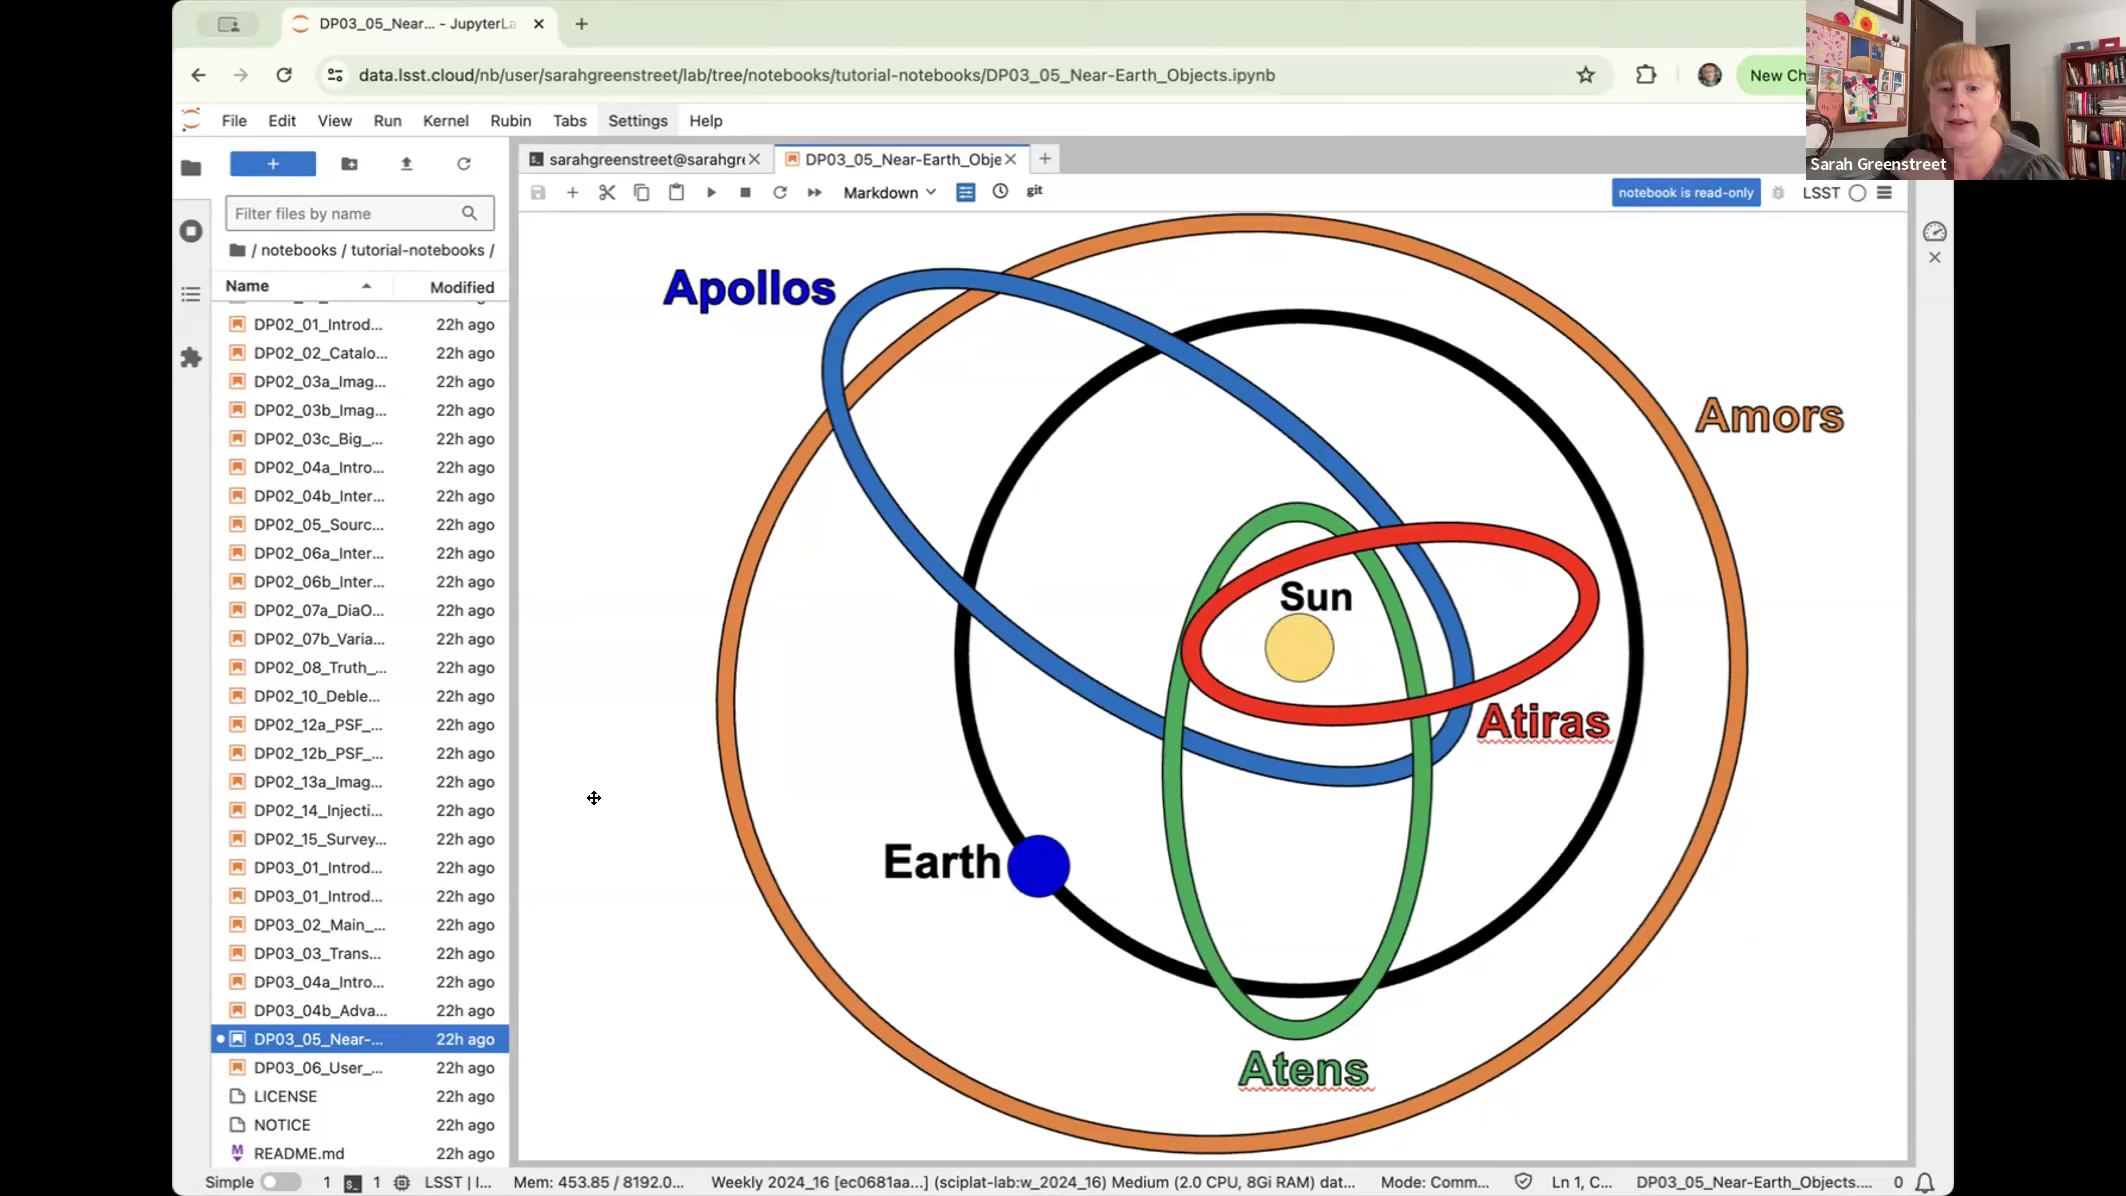 DP03_05_Near... - JupyterLa
data.lsst.cloud/nb/user/sarahgreenstreet/lab/tree/notebooks/tutorial-notebooks/DP03_05_Near-Earth_Objects.ipynb
New Ch
File Edit View Run Kernel Rubin Tabs Settings Help
Sarah Greenstreet
sarahgreenstreet@sarahgr
DP03_05_Near-Earth_Obje
Markdown
git
notebook is read-only
LSST
Filter files by name
/ notebooks / tutorial-notebooks /
Name Modified
DP02_01_Introd... 22h ago
DP02_02_Catalo... 22h ago
DP02_03a_Imag... 22h ago
DP02_03b_Imag... 22h ago
DP02_03c_Big_... 22h ago
DP02_04a_Intro... 22h ago
DP02_04b_Inter... 22h ago
DP02_05_Sourc... 22h ago
DP02_06a_Inter... 22h ago
DP02_06b_Inter... 22h ago
DP02_07a_DiaO... 22h ago
DP02_07b_Varia... 22h ago
DP02_08_Truth_... 22h ago
DP02_10_Deble... 22h ago
DP02_12a_PSF_... 22h ago
DP02_12b_PSF_... 22h ago
DP02_13a_Imag... 22h ago
DP02_14_Injecti... 22h ago
DP02_15_Survey... 22h ago
DP03_01_Introd... 22h ago
DP03_01_Introd... 22h ago
DP03_02_Main_... 22h ago
DP03_03_Trans... 22h ago
DP03_04a_Intro... 22h ago
DP03_04b_Adva... 22h ago
DP03_05_Near-... 22h ago
DP03_06_User_... 22h ago
LICENSE 22h ago
NOTICE 22h ago
README.md 22h ago
Apollos
Amors
Sun
Atiras
Earth
Atens
Simple 1 1 LSST | I... Mem: 453.85 / 8192.0... Weekly 2024_16 [ec0681aa...] (sciplat-lab:w_2024_16) Medium (2.0 CPU, 8Gi RAM) dat... Mode: Comm... Ln 1, C... DP03_05_Near-Earth_Objects.... 0